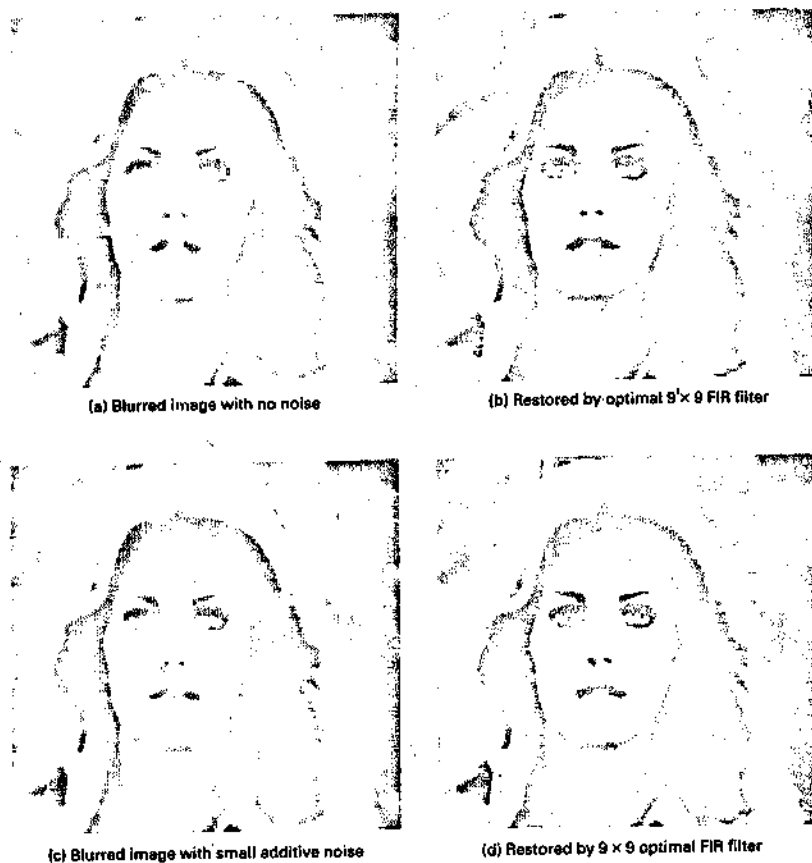 (a) Blurred image with no noise
(b) Restored by optimal 9 × 9 FIR filter
(c) Blurred image with small additive noise
(d) Restored by 9 × 9 optimal FIR filter